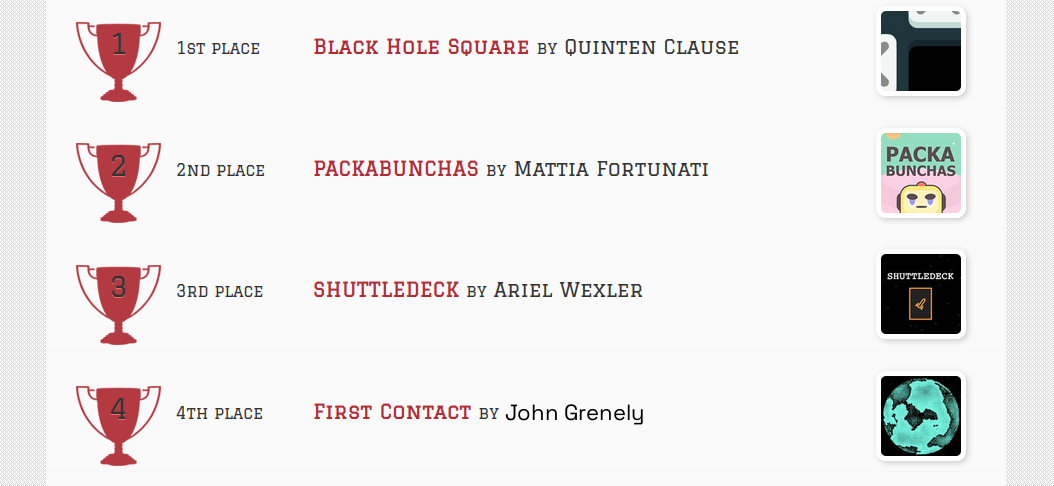 1 1st place Black Hole Square by Quinten Clause
2 2nd place PACKABUNCHAS by Mattia Fortunati
PACKA
BUNCHAS
3 3rd place SHUTTLEDECK by Ariel Wexler
SHUTTLEDECK
4 4th place First Contact by John Grenely